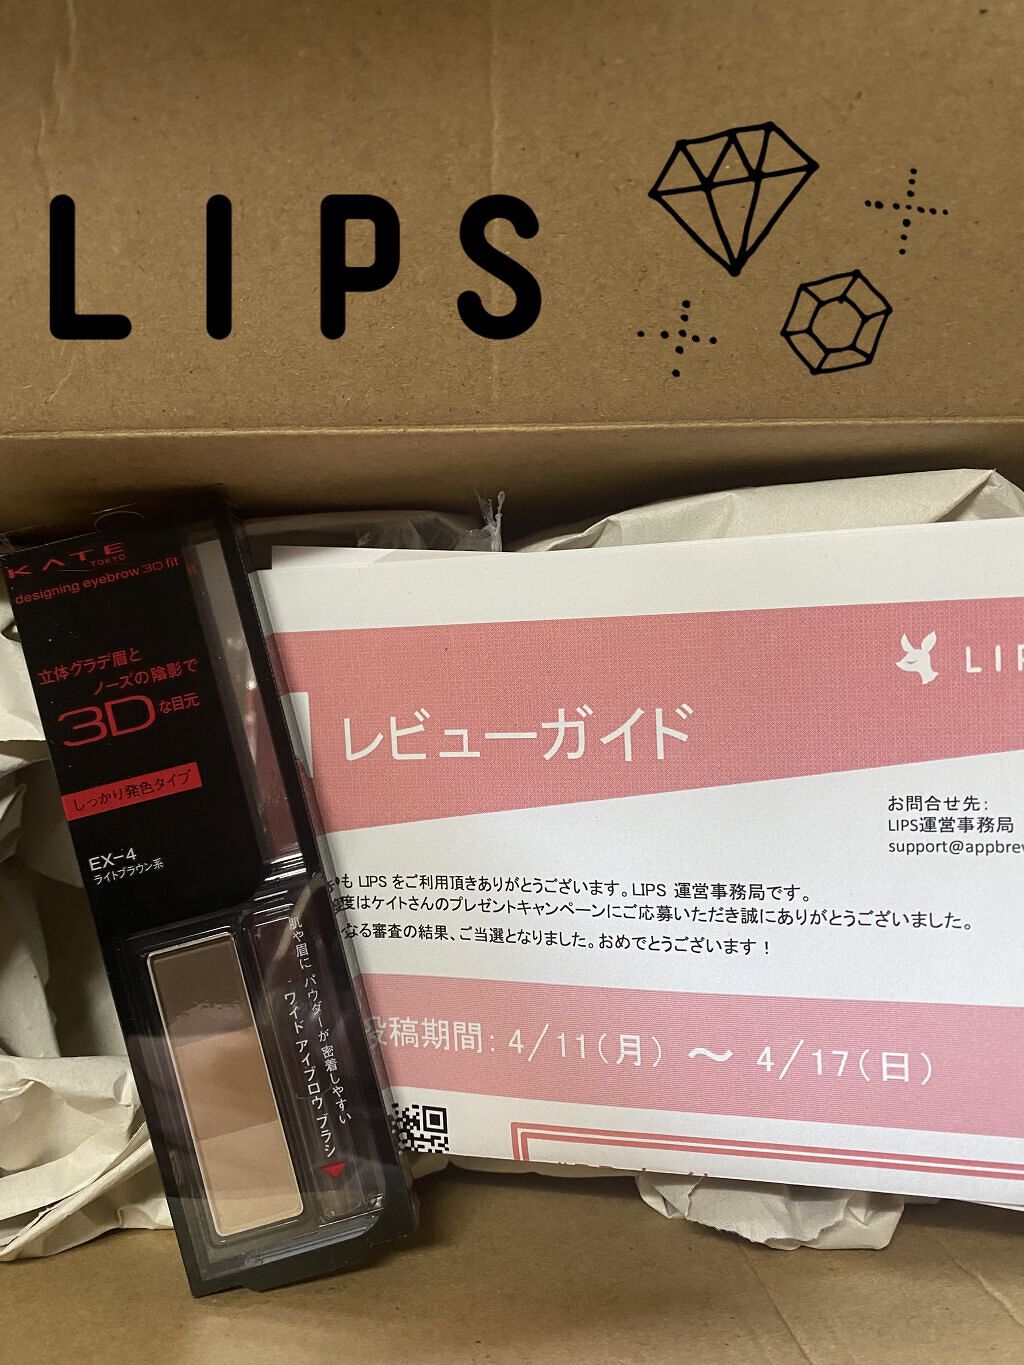 LIPS
KATE
TOKYO
designing eyebrow 3D fit
立体グラデ眉と
ノーズの陰影で
3Dな目元
しっかり発色タイプ
EX-4
ライトブラウン系
肌や眉に パウダーが 密着しやすい
ワイド アイブロウ ブラシ
LIP
レビューガイド
お問合せ先：
LIPS運営事務局
support@appbrew
も LIPS をご利用頂きありがとうございます。LIPS 運営事務局です。
度はケイトさんのプレゼントキャンペーンにご応募いただき誠にありがとうございました。
なる審査の結果、ご当選となりました。おめでとうございます！
投稿期間：4/11（月）～4/17（日）